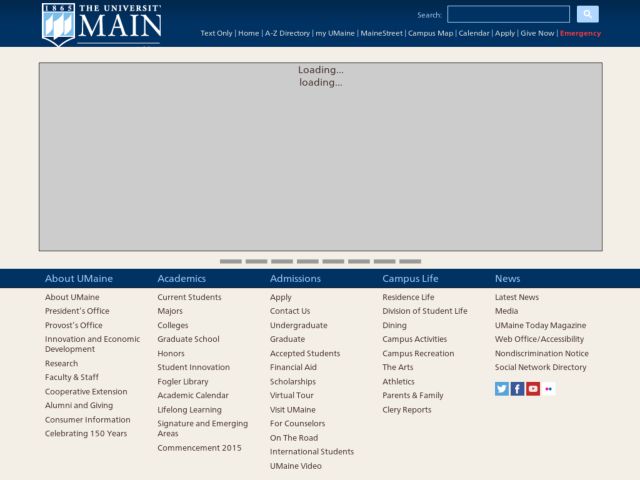 1865 THE UNIVERSIT
MAIN
Search:
Text Only | Home | A-Z Directory | my UMaine | MaineStreet | Campus Map | Calendar | Apply | Give Now | Emergency
Loading...
loading...
About UMaine
About UMaine
President's Office
Provost's Office
Innovation and Economic
Development
Research
Faculty & Staff
Cooperative Extension
Alumni and Giving
Consumer Information
Celebrating 150 Years
Academics
Current Students
Majors
Colleges
Graduate School
Honors
Student Innovation
Fogler Library
Academic Calendar
Lifelong Learning
Signature and Emerging
Areas
Commencement 2015
Admissions
Apply
Contact Us
Undergraduate
Graduate
Accepted Students
Financial Aid
Scholarships
Virtual Tour
Visit UMaine
For Counselors
On The Road
International Students
UMaine Video
Campus Life
Residence Life
Division of Student Life
Dining
Campus Activities
Campus Recreation
The Arts
Athletics
Parents & Family
Clery Reports
News
Latest News
Media
UMaine Today Magazine
Web Office/Accessibility
Nondiscrimination Notice
Social Network Directory